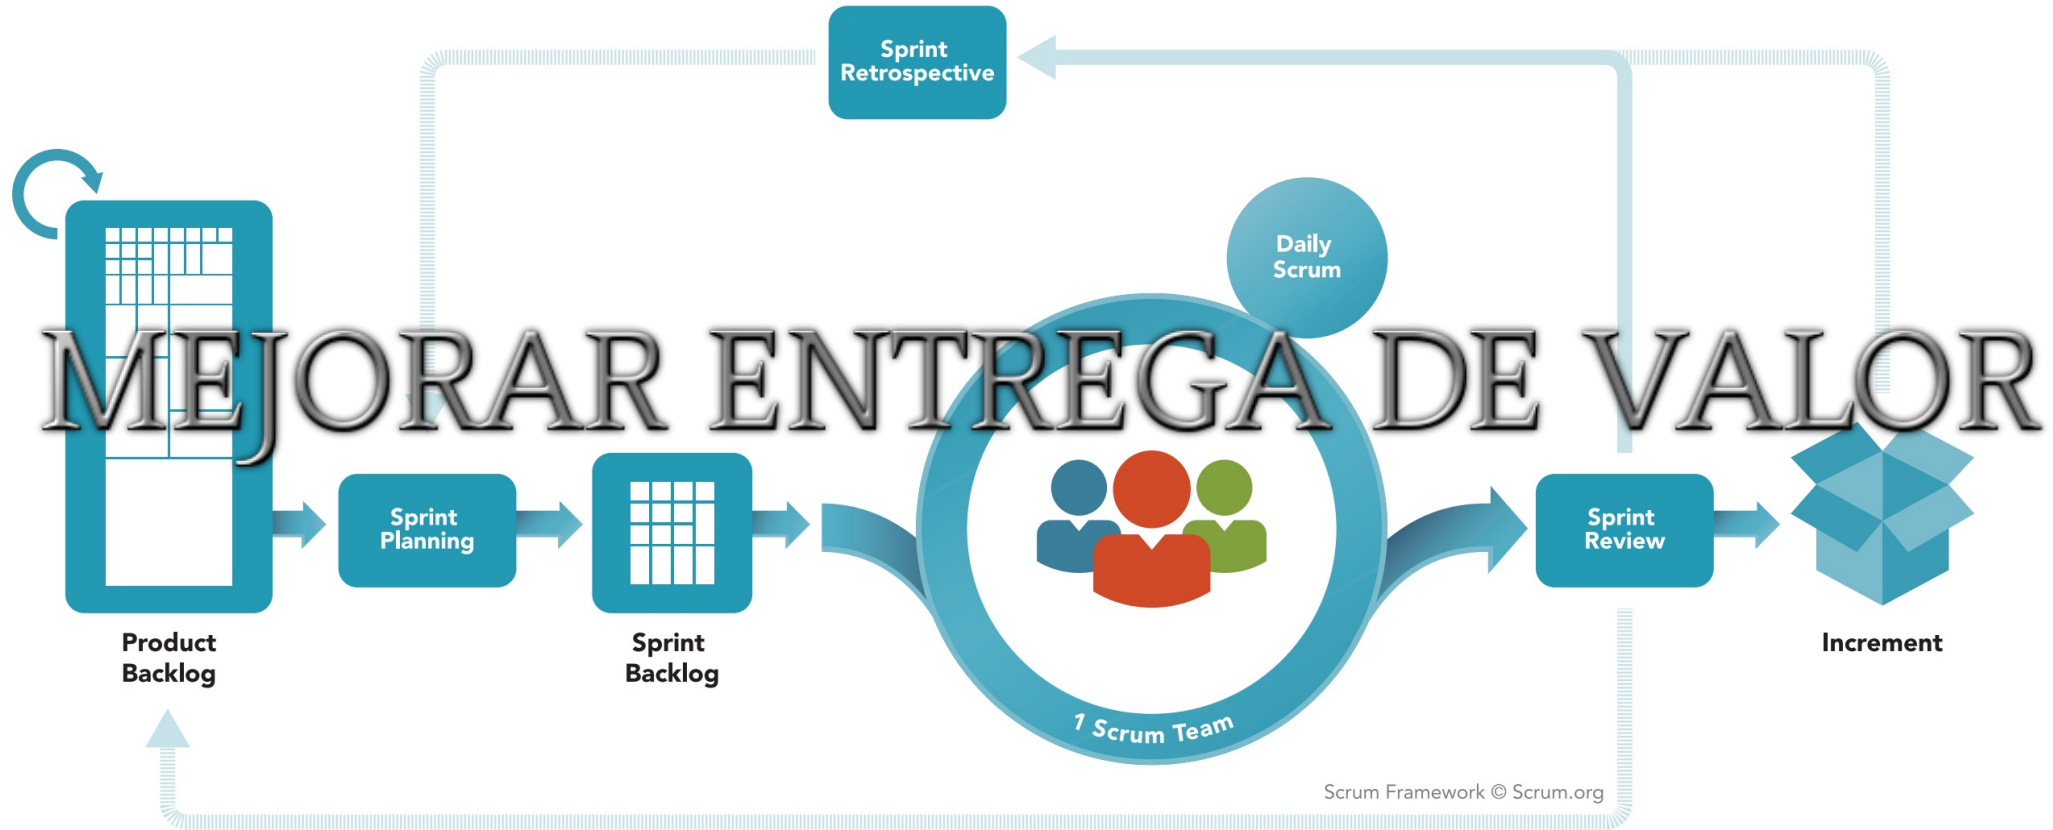 Sprint
Retrospective
Daily
Scrum
MEJORAR ENTREGA DE VALOR
Sprint
Planning
Sprint
Review
Product
Backlog
Sprint
Backlog
Increment
1 Scrum Team
Scrum Framework © Scrum.org